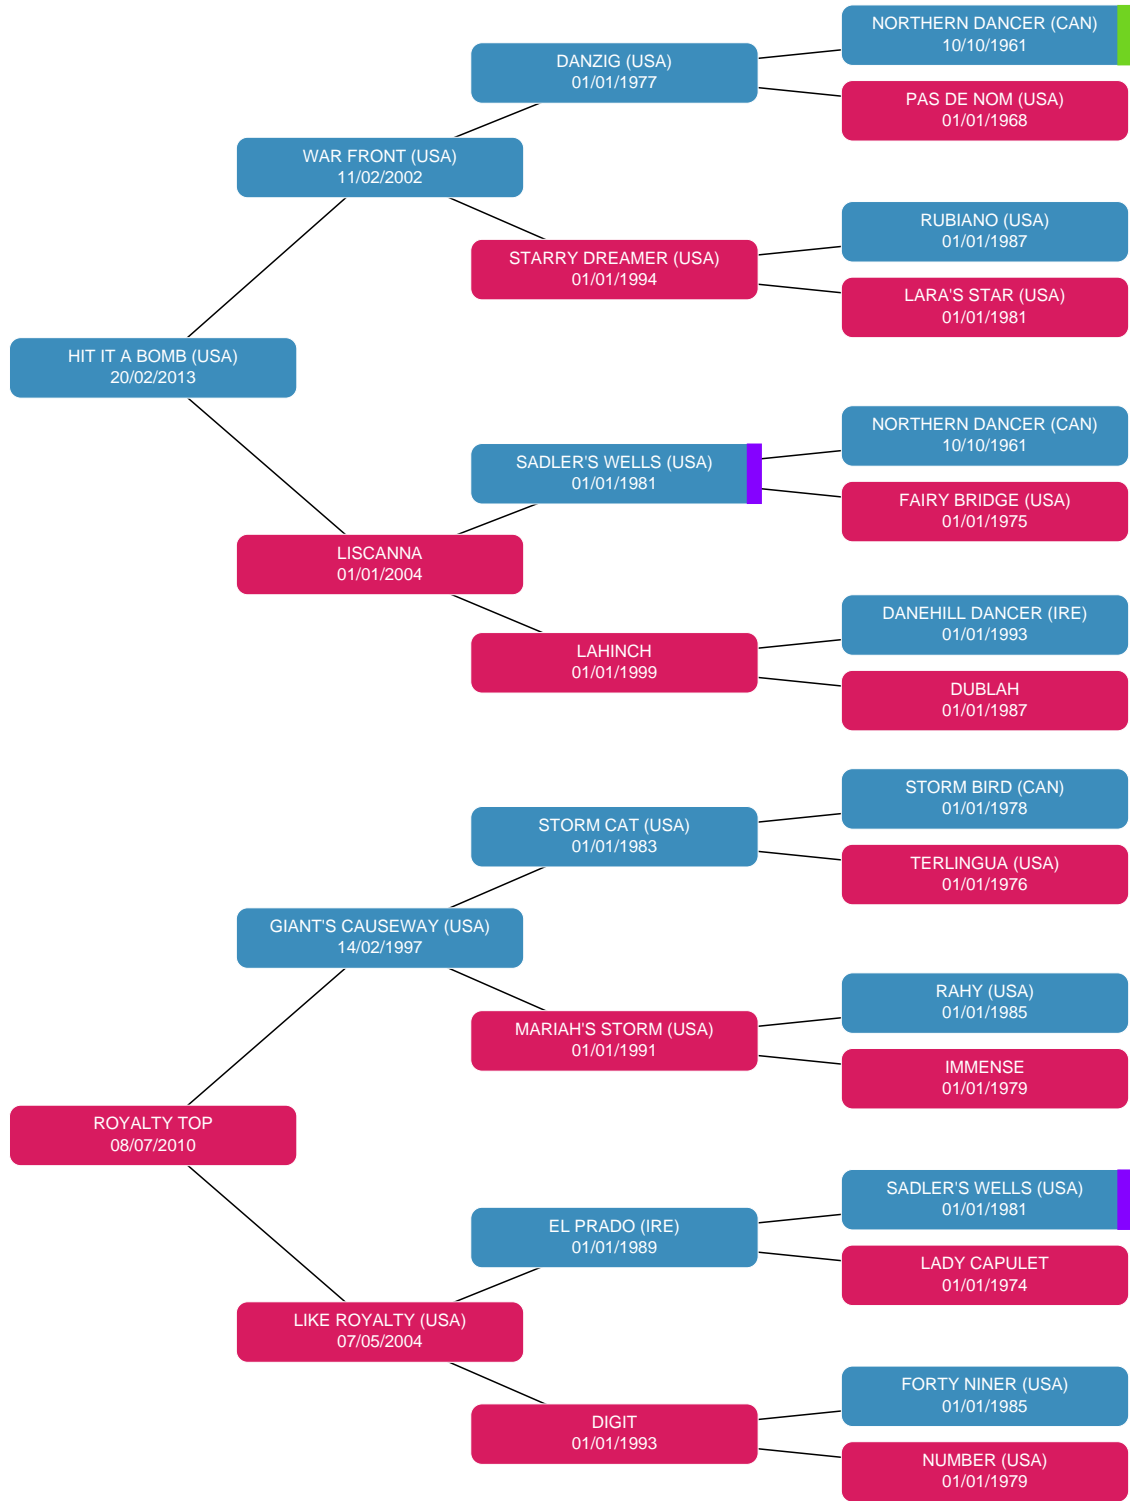 NORTHERN DANCER (CAN)
10/10/1961
DANZIG (USA)
01/01/1977
PAS DE NOM (USA)
01/01/1968
WAR FRONT (USA)
11/02/2002
RUBIANO (USA)
01/01/1987
STARRY DREAMER (USA)
01/01/1994
LARA'S STAR (USA)
01/01/1981
HIT IT A BOMB (USA)
20/02/2013
NORTHERN DANCER (CAN)
10/10/1961
SADLER'S WELLS (USA)
01/01/1981
FAIRY BRIDGE (USA)
01/01/1975
LISCANNA
01/01/2004
DANEHILL DANCER (IRE)
01/01/1993
LAHINCH
01/01/1999
DUBLAH
01/01/1987
STORM BIRD (CAN)
01/01/1978
STORM CAT (USA)
01/01/1983
TERLINGUA (USA)
01/01/1976
GIANT'S CAUSEWAY (USA)
14/02/1997
RAHY (USA)
01/01/1985
MARIAH'S STORM (USA)
01/01/1991
IMMENSE
01/01/1979
ROYALTY TOP
08/07/2010
SADLER'S WELLS (USA)
01/01/1981
EL PRADO (IRE)
01/01/1989
LADY CAPULET
01/01/1974
LIKE ROYALTY (USA)
07/05/2004
FORTY NINER (USA)
01/01/1985
DIGIT
01/01/1993
NUMBER (USA)
01/01/1979